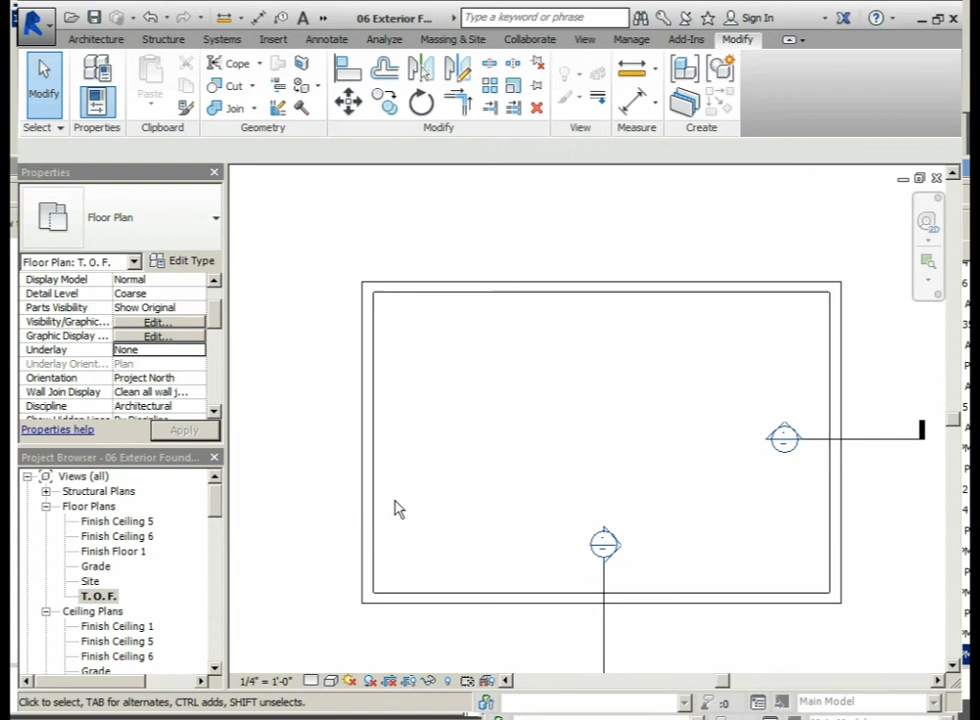 06 Exterior F...
Type a keyword or phrase
Sign In
Architecture Structure Systems Insert Annotate Analyze Massing & Site Collaborate View Manage Add-Ins Modify
Modify Paste Cope
Cut
Join
Select Properties Clipboard Geometry Modify View Measure Create
Properties
Floor Plan
Floor Plan: T. O. F. Edit Type
Display Model Normal
Detail Level Coarse
Parts Visibility Show Original
Visibility/Graphic... Edit...
Graphic Display ... Edit...
Underlay None
Underlay Orient... Plan
Orientation Project North
Wall Join Display Clean all wall j...
Discipline Architectural
Properties help Apply
Project Browser - 06 Exterior Found...
Views (all)
Structural Plans
Floor Plans
Finish Ceiling 5
Finish Ceiling 6
Finish Floor 1
Grade
Site
T. O. F.
Ceiling Plans
Finish Ceiling 1
Finish Ceiling 5
Finish Ceiling 6
Grade
2D
1/4" = 1'-0"
Click to select, TAB for alternates, CTRL adds, SHIFT unselects.
:0
Main Model